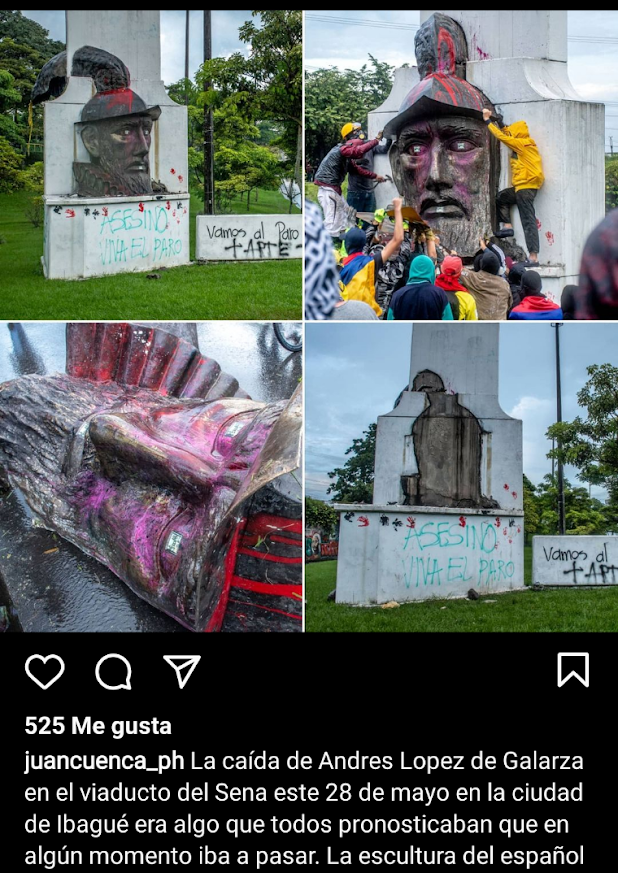 ASESINO
VIVA EL PARO
Vamos al Paro
+ARTE
ASESINO
VIVA EL PARO
Vamos al
+ART
525 Me gusta
juancuenca_ph La caída de Andres Lopez de Galarza
en el viaducto del Sena este 28 de mayo en la ciudad
de Ibagué era algo que todos pronosticaban que en
algún momento iba a pasar. La escultura del español